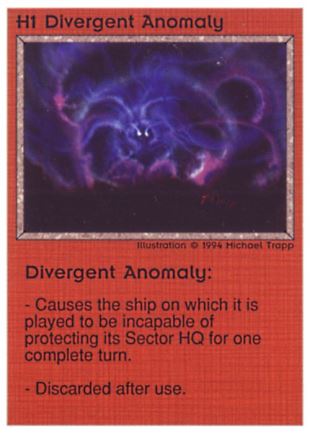 H1 Divergent Anomaly
Illustration © 1994 Michael Trapp
Divergent Anomaly:
- Causes the ship on which it is
played to be incapable of
protecting its Sector HQ for one
complete turn.
- Discarded after use.